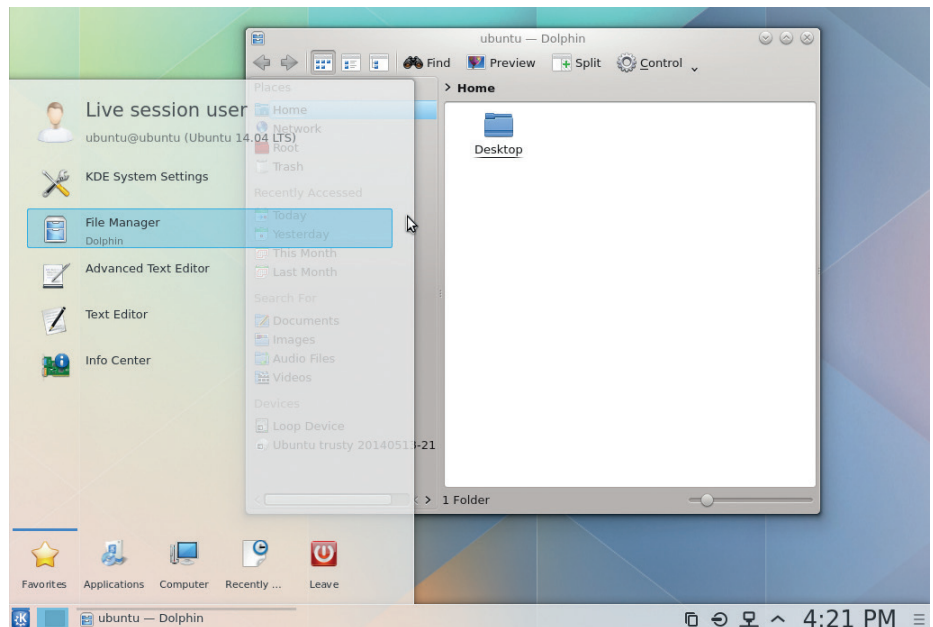 ubuntu — Dolphin
Find Preview Split Control
Places
Home
Network
Root
Trash
Recently Accessed
Today
Yesterday
This Month
Last Month
Search For
Documents
Images
Audio Files
Videos
Devices
Loop Device
Ubuntu trusty 20140513-21
> Home
Desktop
1 Folder
Live session user
ubuntu@ubuntu (Ubuntu 14.04 LTS)
KDE System Settings
File Manager
Dolphin
Advanced Text Editor
Text Editor
Info Center
Favorites Applications Computer Recently ... Leave
ubuntu — Dolphin 4:21 PM